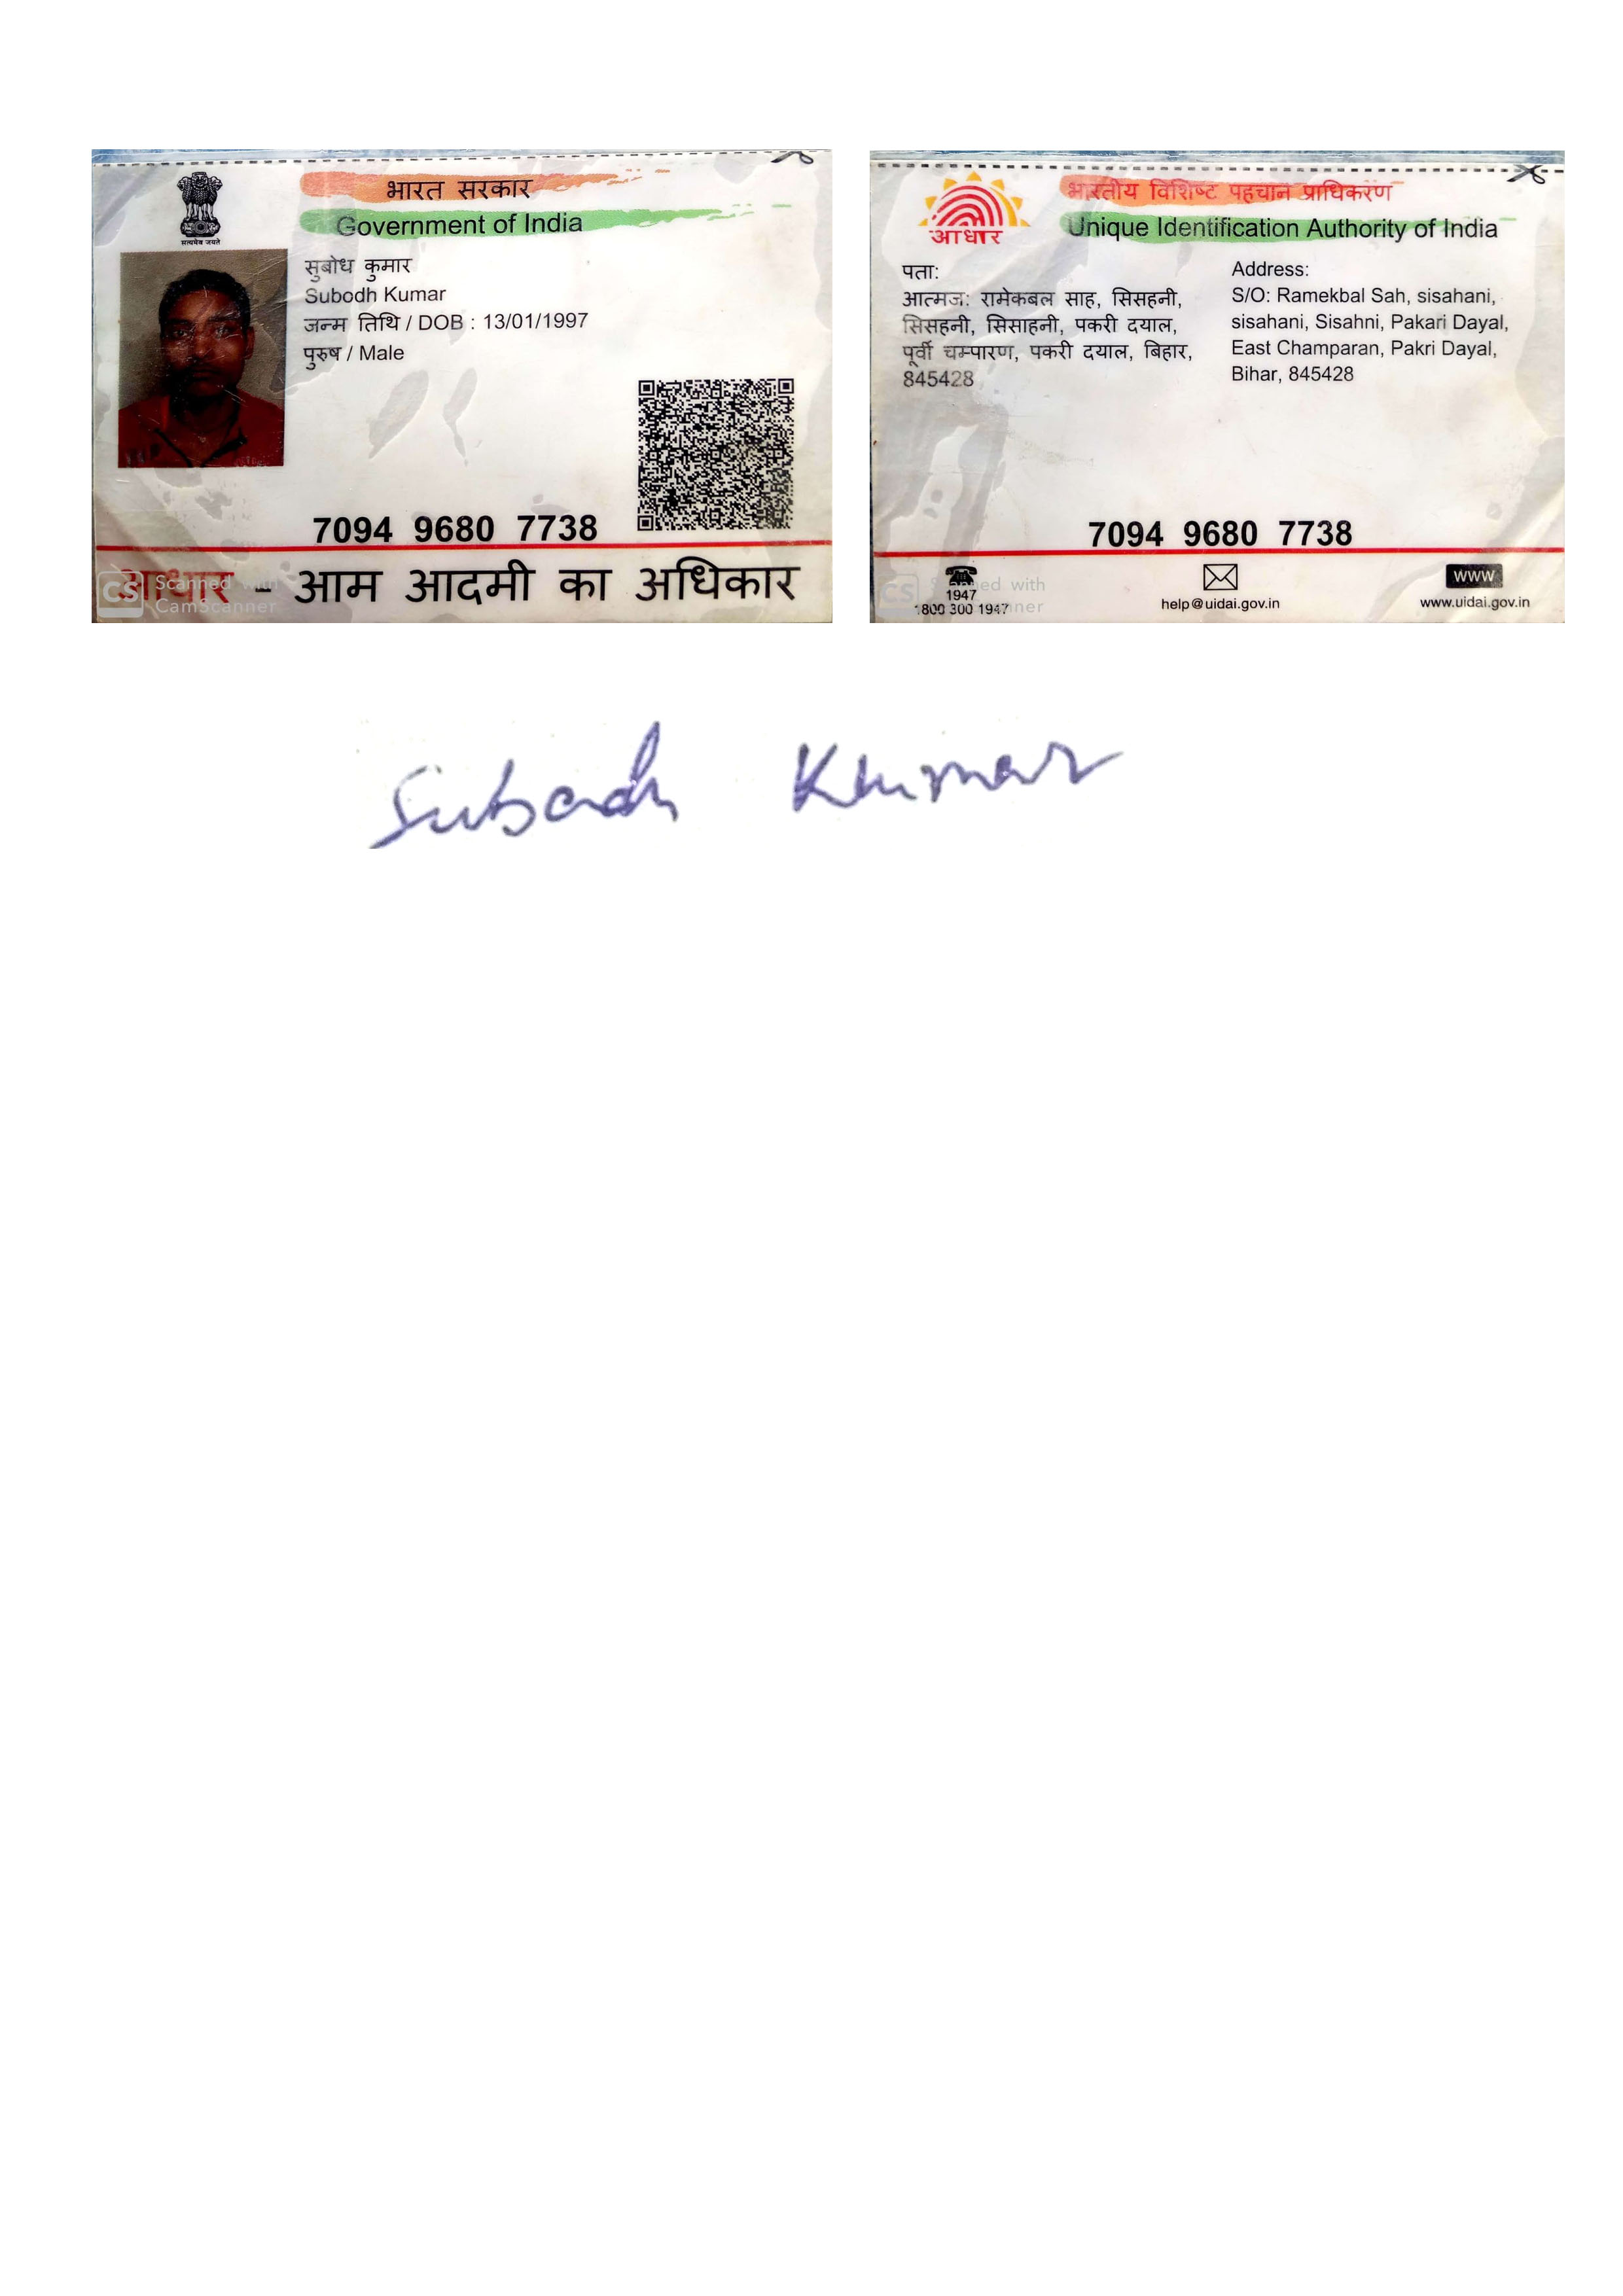 भारत सरकार
Government of India
सत्यमेव जयते
सुबोध कुमार
Subodh Kumar
जन्म तिथि / DOB : 13/01/1997
पुरुष / Male
7094 9680 7738
आधार - आम आदमी का अधिकार
CS Scanned with
CamScanner
भारतीय विशिष्ट पहचान प्राधिकरण
Unique Identification Authority of India
आधार
पता:
आत्मज: रामेकबल साह, सिसहनी,
सिसहनी, सिसाहनी, पकरी दयाल,
पूर्वी चम्पारण, पकरी दयाल, बिहार,
845428
Address:
S/O: Ramekbal Sah, sisahani,
sisahani, Sisahni, Pakari Dayal,
East Champaran, Pakri Dayal,
Bihar, 845428
7094 9680 7738
1947
1800 300 1947
help@uidai.gov.in
WWW
www.uidai.gov.in
CS Scanned with
CamScanner
Subodh Kumar